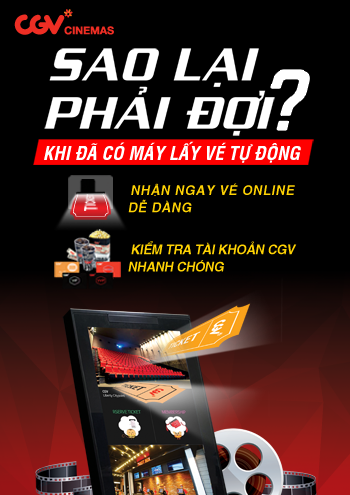 CGV
CINEMAS
SAO LẠI
PHẢI ĐỢI?
KHI ĐÃ CÓ MÁY LẤY VÉ TỰ ĐỘNG
NHẬN NGAY VÉ ONLINE
DỄ DÀNG
KIỂM TRA TÀI KHOẢN CGV
NHANH CHÓNG
TICKET
TICKET